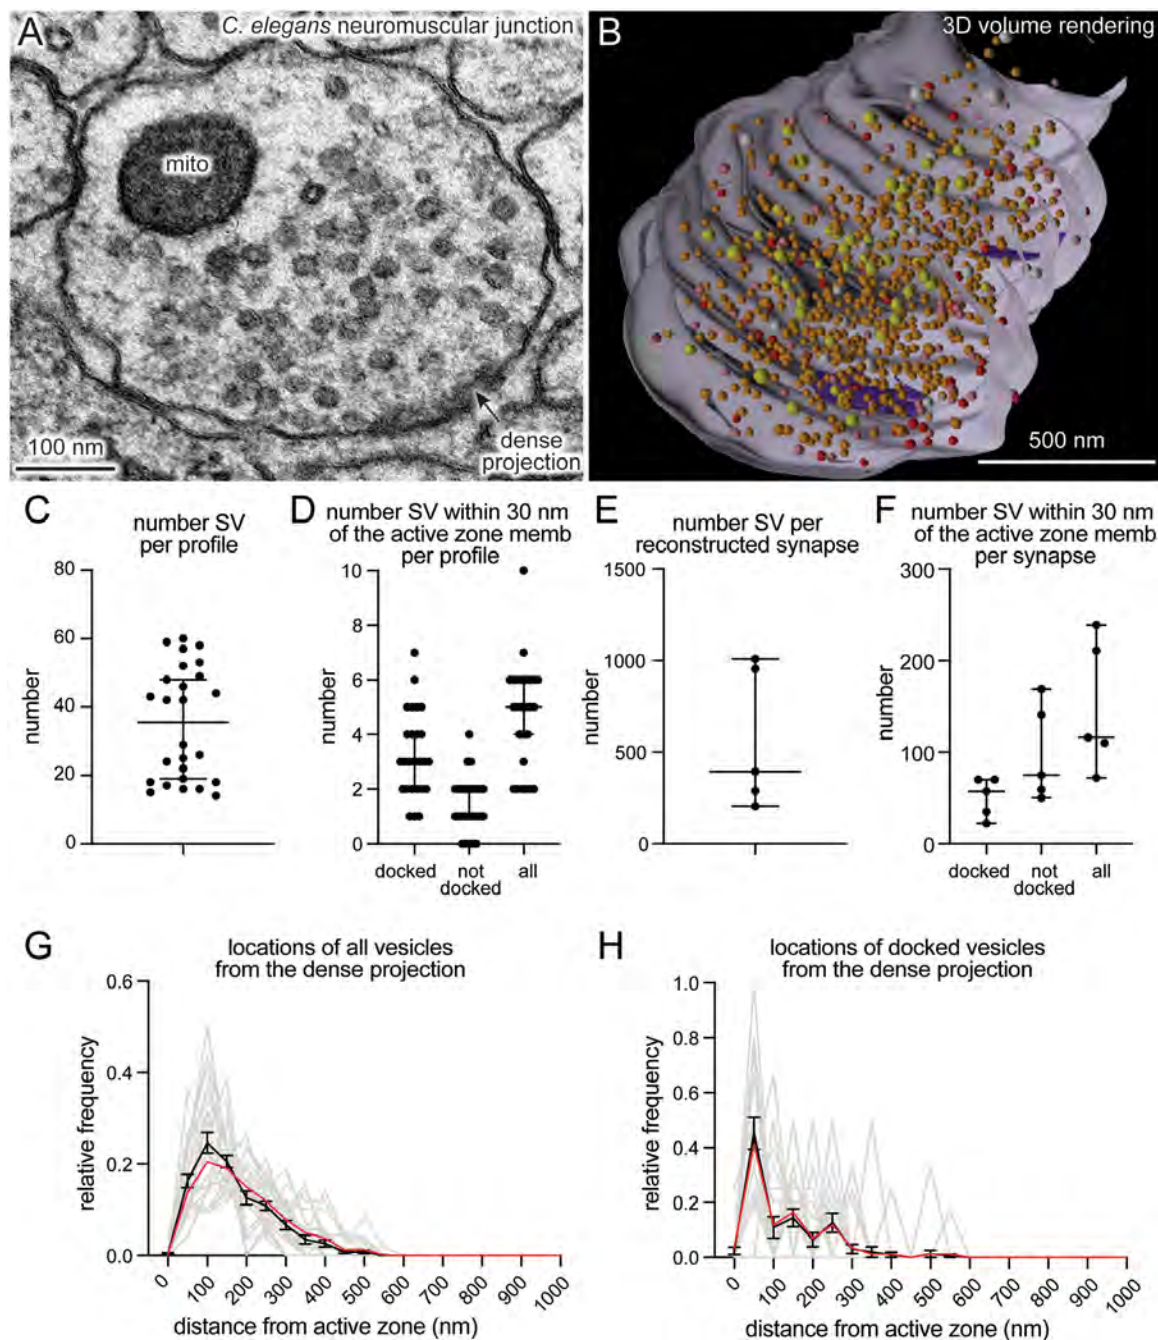 A
C. elegans neuromuscular junction
mito
dense
projection
100 nm
B
3D volume rendering
500 nm
C
number SV
per profile
number
80
60
40
20
0
D
number SV within 30 nm
of the active zone memb
per profile
number
10
8
6
4
2
0
docked
not
docked
all
E
number SV per
reconstructed synapse
number
1500
1000
500
0
F
number SV within 30 nm
of the active zone memb
per synapse
number
300
200
100
0
docked
not
docked
all
G
locations of all vesicles
from the dense projection
relative frequency
0.6
0.4
0.2
0.0
0
100
200
300
400
500
600
700
800
900
1000
distance from active zone (nm)
H
locations of docked vesicles
from the dense projection
relative frequency
1.0
0.8
0.6
0.4
0.2
0.0
0
100
200
300
400
500
600
700
800
900
1000
distance from active zone (nm)